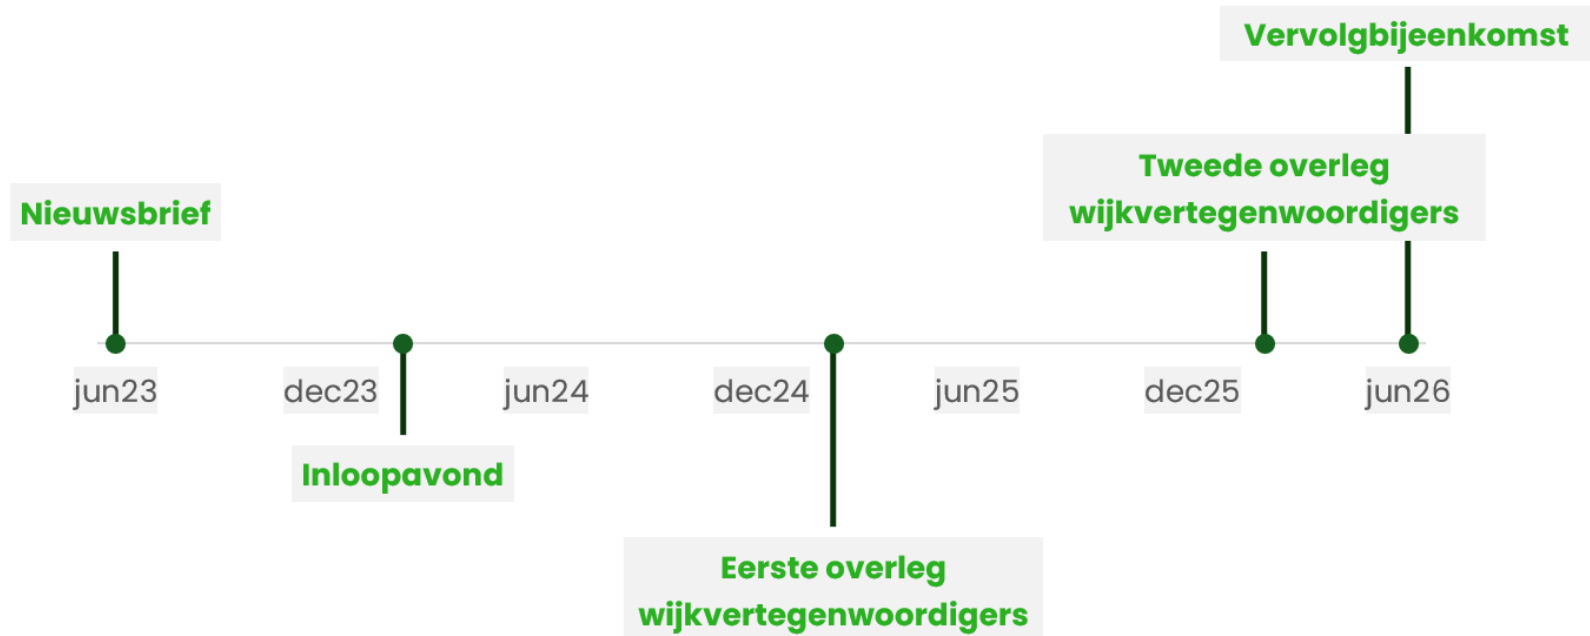 Vervolgbijeenkomst
Tweede overleg
wijkvertegenwoordigers
Nieuwsbrief
jun23 dec23 jun24 dec24 jun25 dec25 jun26
Inloopavond
Eerste overleg
wijkvertegenwoordigers